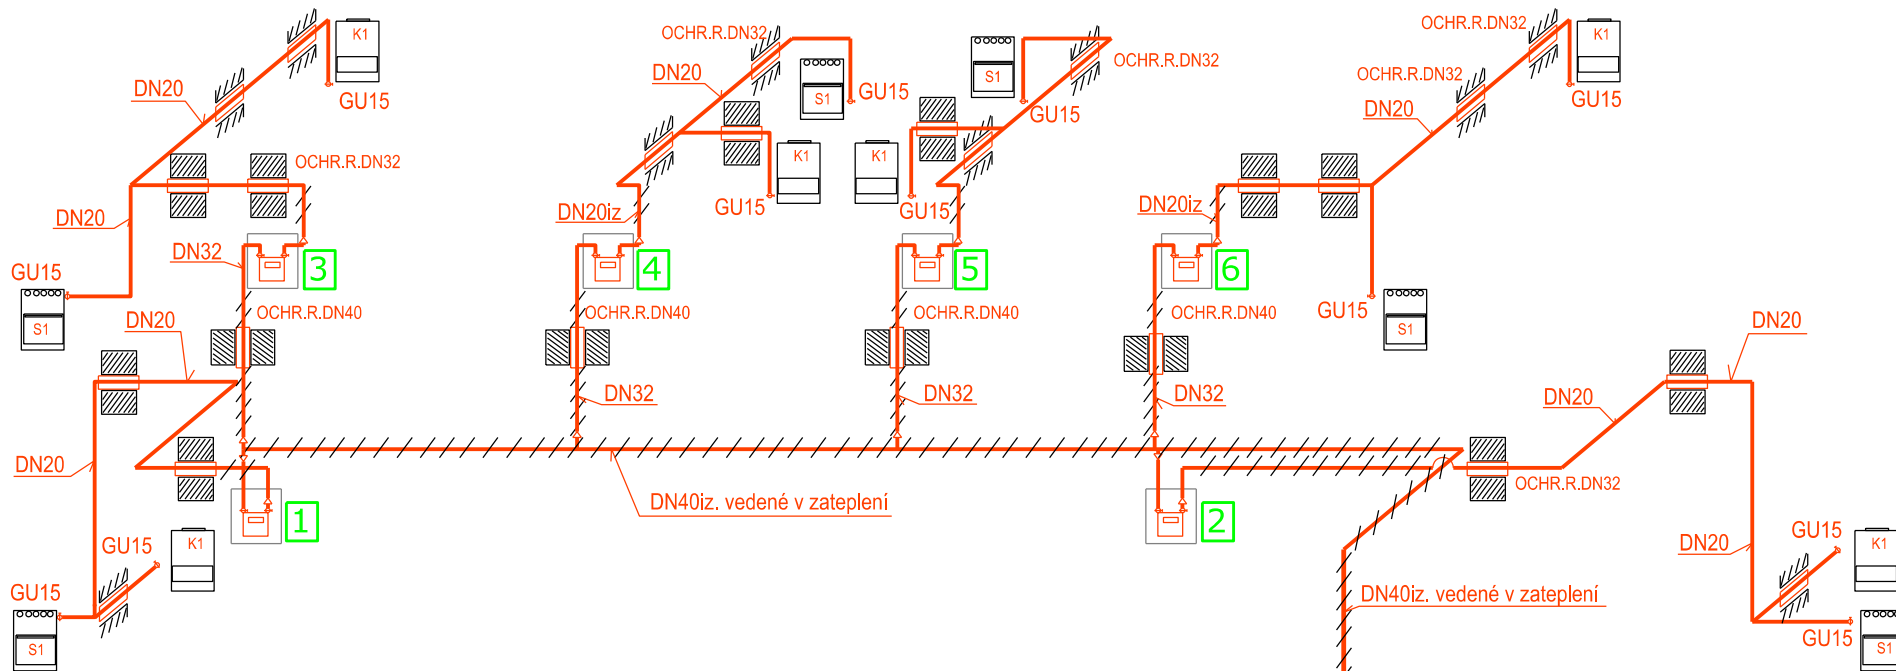 K1
OCHR.R.DN32
S1
K1
OCHR.R.DN32
OCHR.R.DN32
K1
DN20
GU15
DN20
S1
GU15
GU15
OCHR.R.DN32
DN20
GU15
OCHR.R.DN32
K1
K1
DN20
DN20iz
GU15
GU15
DN20iz
DN32
3
4
5
6
GU15
S1
OCHR.R.DN40
OCHR.R.DN40
OCHR.R.DN40
OCHR.R.DN40
GU15
S1
DN20
DN20
DN32
DN32
DN32
DN20
DN20
OCHR.R.DN32
DN40iz. vedené v zateplení
1
2
GU15
K1
DN20
GU15
K1
GU15
S1
DN40iz. vedené v zateplení
GU15
S1